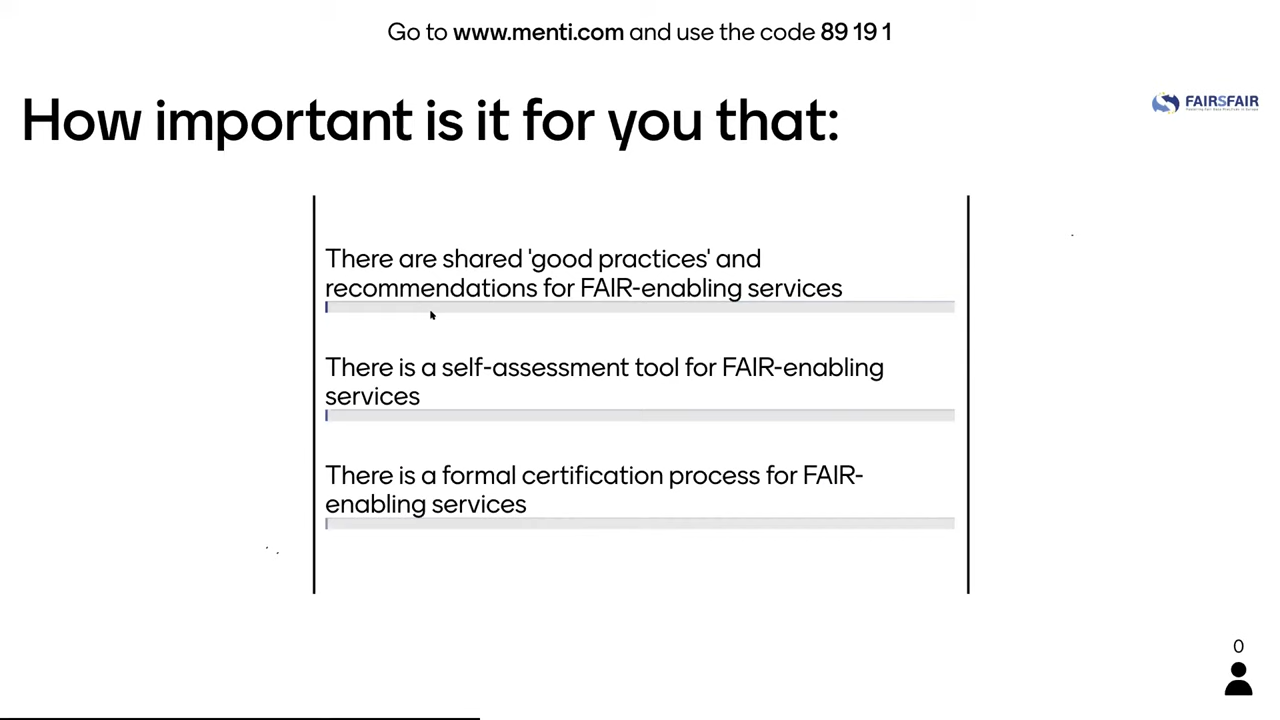 Go to www.menti.com and use the code 89 19 1
How important is it for you that:
FAIRSFAIR
There are shared 'good practices' and
recommendations for FAIR-enabling services
There is a self-assessment tool for FAIR-enabling
services
There is a formal certification process for FAIR-
enabling services
0